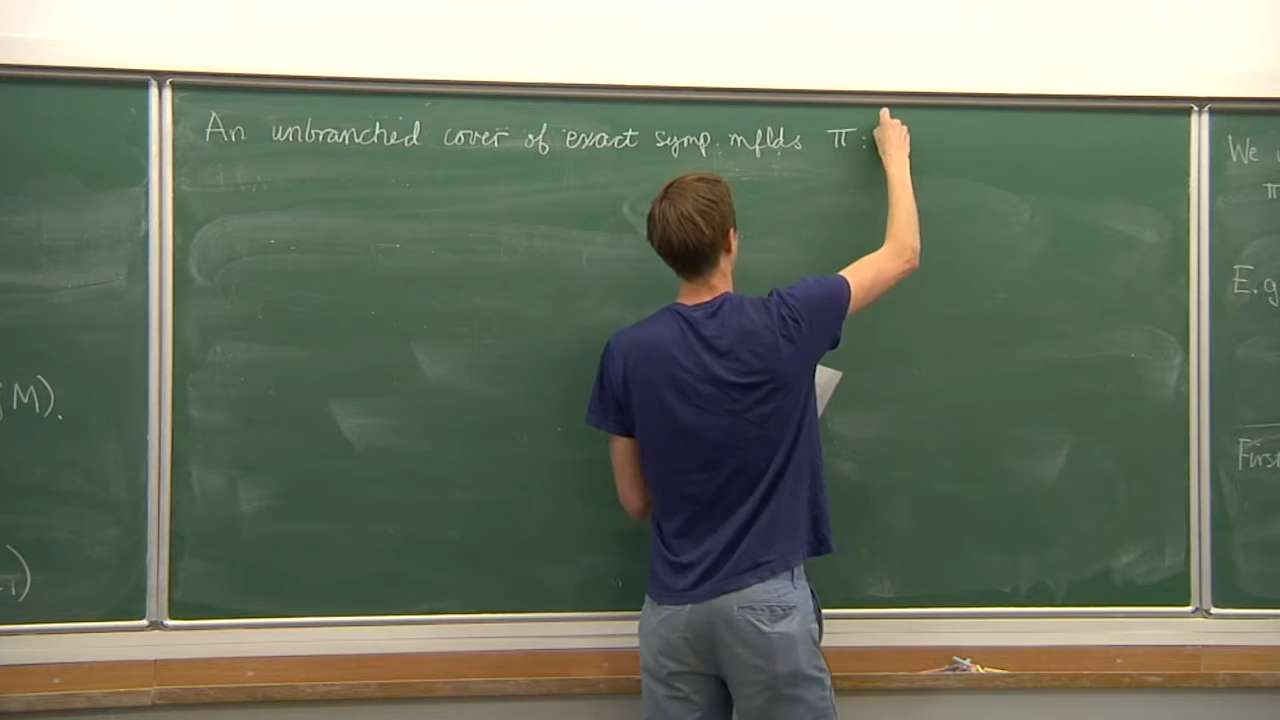 M).
)
An unbranched cover of exact symp. mflds π :
We
π
E.g
First